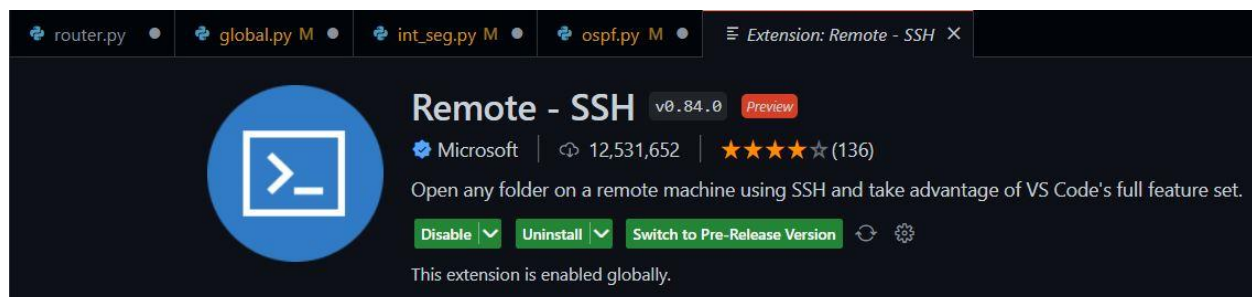 router.py ● global.py M ● int_seg.py M ● ospf.py M ● Extension: Remote - SSH ✕
Remote - SSH v0.84.0 Preview
Microsoft 12,531,652 ★★★★☆(136)
Open any folder on a remote machine using SSH and take advantage of VS Code's full feature set.
Disable Uninstall Switch to Pre-Release Version
This extension is enabled globally.